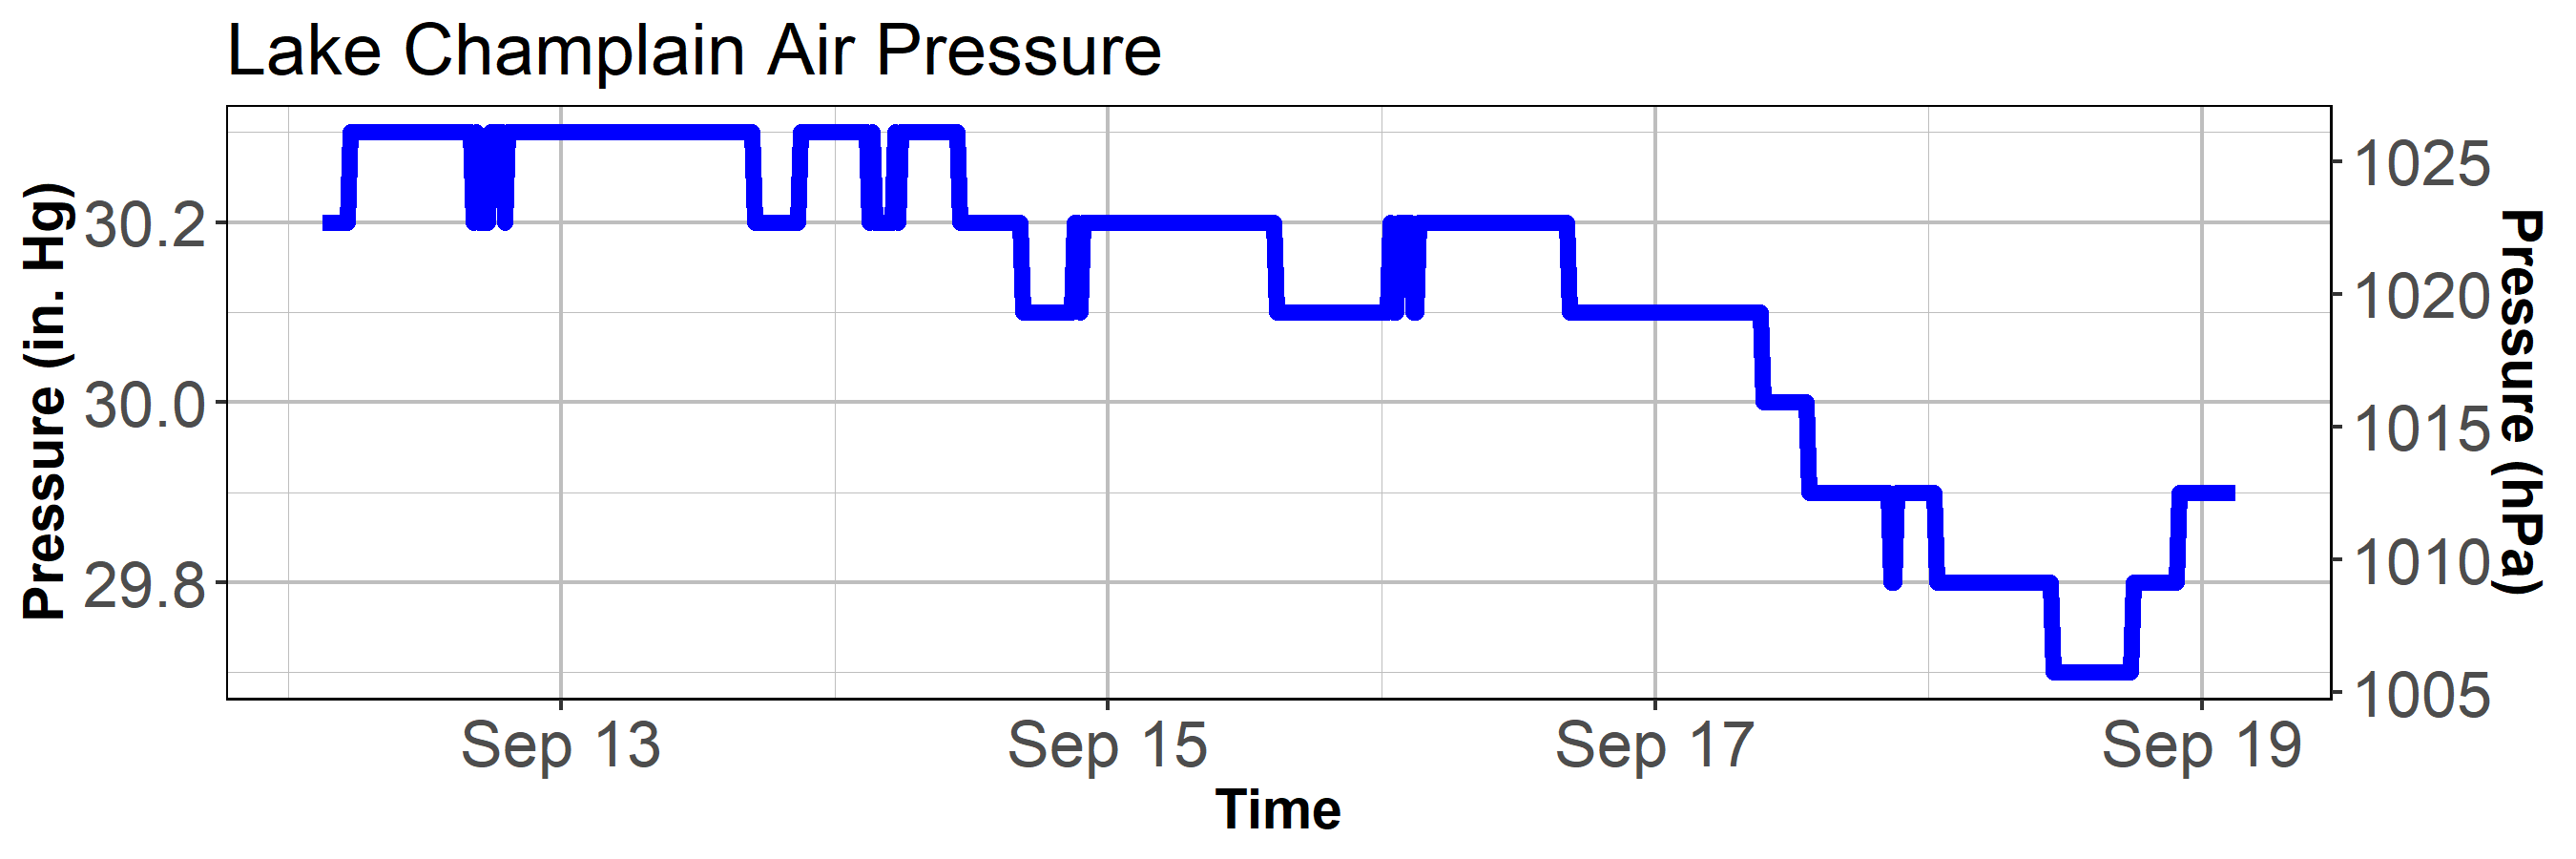 Lake Champlain Air Pressure
Pressure (in. Hg)
30.2
30.0
29.8
1025
1020
1015
1010
1005
Pressure (hPa)
Sep 13
Sep 15
Sep 17
Sep 19
Time